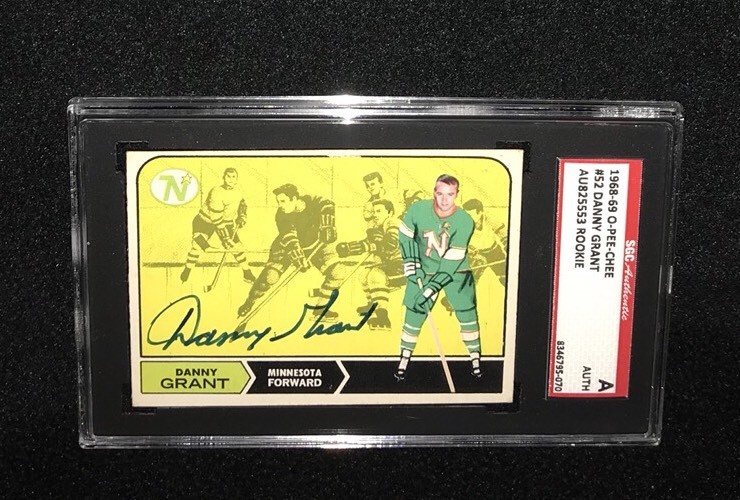 N
N
Danny Grant
DANNY
GRANT
MINNESOTA
FORWARD
SGC Authentic
1968-69 O-PEE-CHEE
#52 DANNY GRANT
AU825553 ROOKIE
A
AUTH
8346795-070